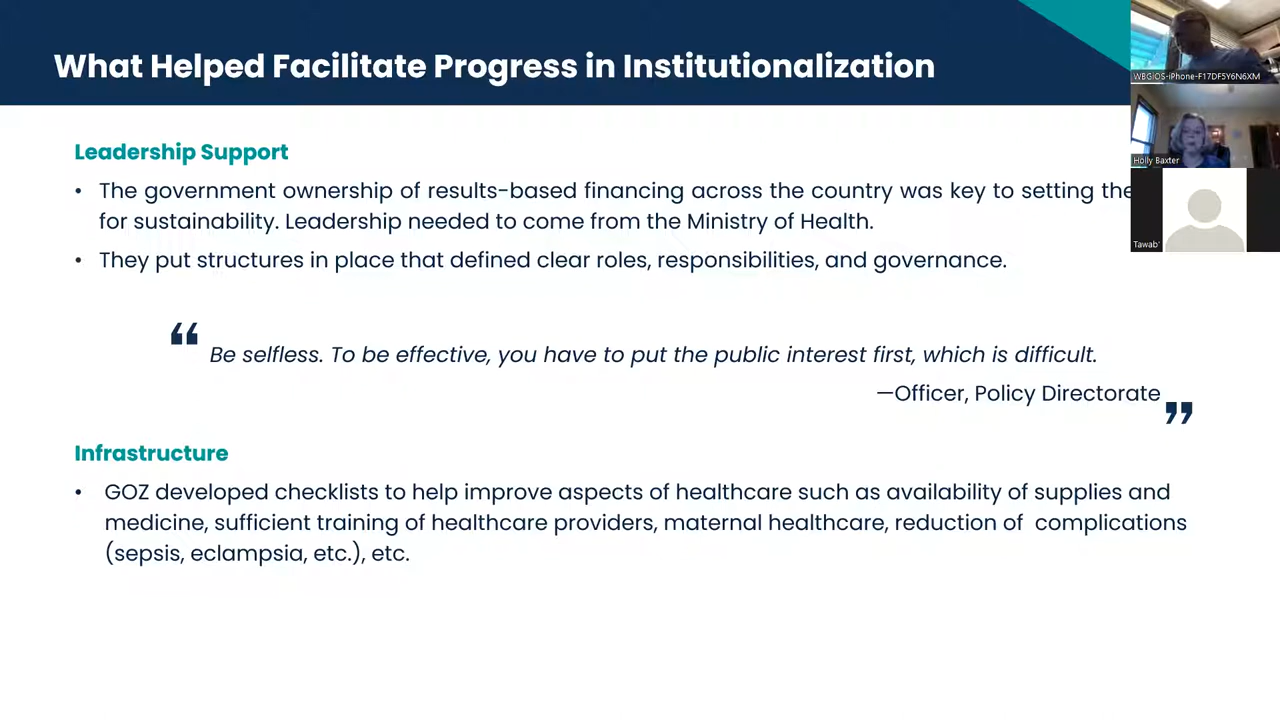 What Helped Facilitate Progress in Institutionalization
WBGiOS-iPhone-F17DF5Y6N6XM
Holly Baxter
Tawab'
Leadership Support
• The government ownership of results-based financing across the country was key to setting the
for sustainability. Leadership needed to come from the Ministry of Health.
• They put structures in place that defined clear roles, responsibilities, and governance.
“ Be selfless. To be effective, you have to put the public interest first, which is difficult.
—Officer, Policy Directorate ”
Infrastructure
• GOZ developed checklists to help improve aspects of healthcare such as availability of supplies and
medicine, sufficient training of healthcare providers, maternal healthcare, reduction of complications
(sepsis, eclampsia, etc.), etc.